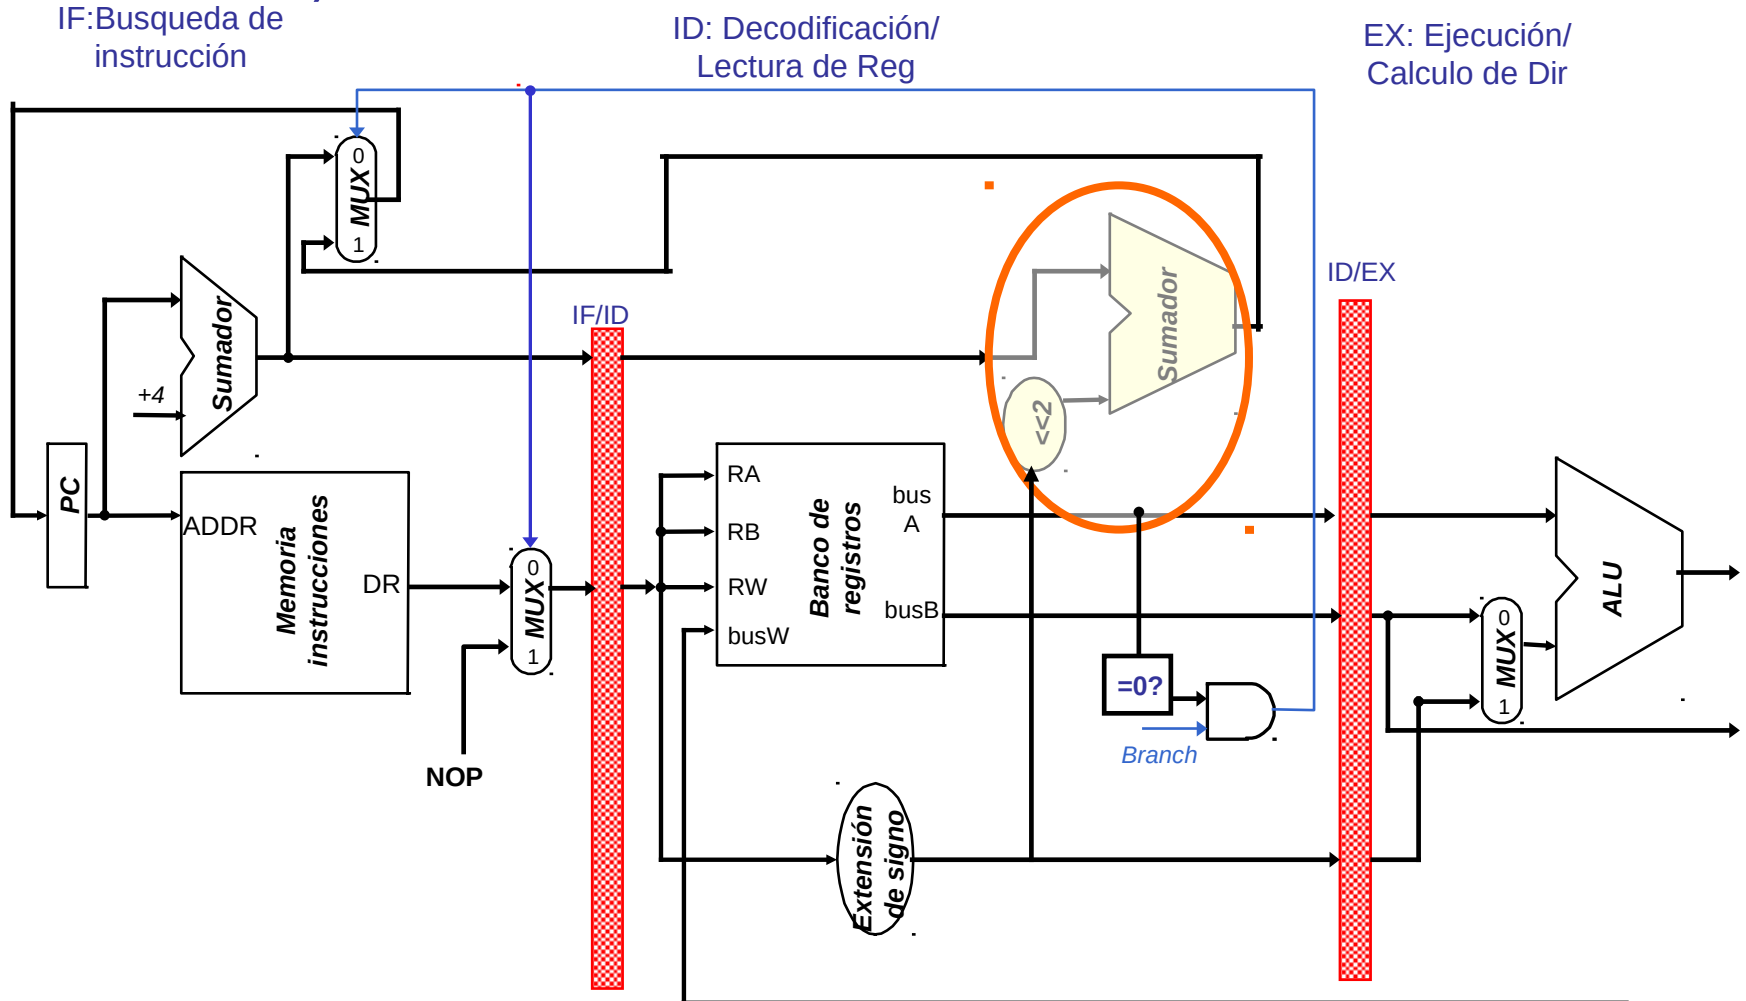 IF:Busqueda de
instrucción
ID: Decodificación/
Lectura de Reg
EX: Ejecución/
Calculo de Dir
0
MUX
1
Sumador
+4
PC
ADDR
Memoria
instrucciones
DR
0
MUX
1
NOP
IF/ID
RA
RB
RW
busW
Banco de
registros
bus
A
busB
Sumador
<<2
=0?
Branch
Extensión
de signo
ID/EX
0
MUX
1
ALU